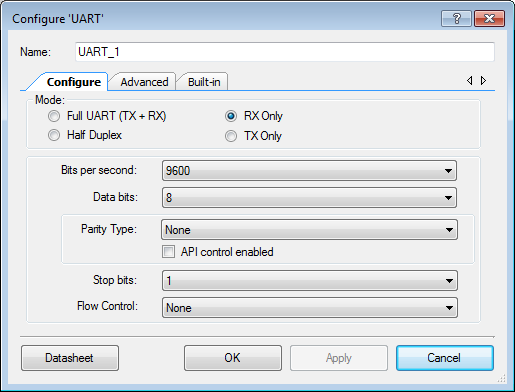 Configure 'UART'
Name: UART_1
Configure Advanced Built-in
Mode:
Full UART (TX + RX) RX Only
Half Duplex TX Only
Bits per second: 9600
Data bits: 8
Parity Type: None
API control enabled
Stop bits: 1
Flow Control: None
Datasheet OK Apply Cancel